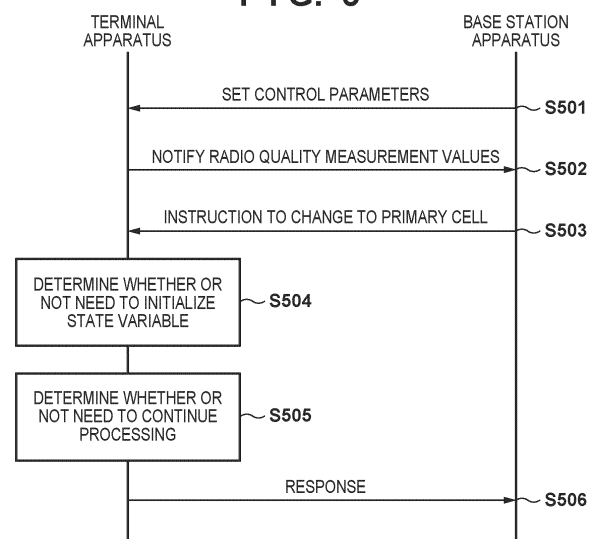 TERMINAL
APPARATUS
BASE STATION
APPARATUS
SET CONTROL PARAMETERS
S501
NOTIFY RADIO QUALITY MEASUREMENT VALUES
S502
INSTRUCTION TO CHANGE TO PRIMARY CELL
S503
DETERMINE WHETHER OR
NOT NEED TO INITIALIZE
STATE VARIABLE
S504
DETERMINE WHETHER OR
NOT NEED TO CONTINUE
PROCESSING
S505
RESPONSE
S506